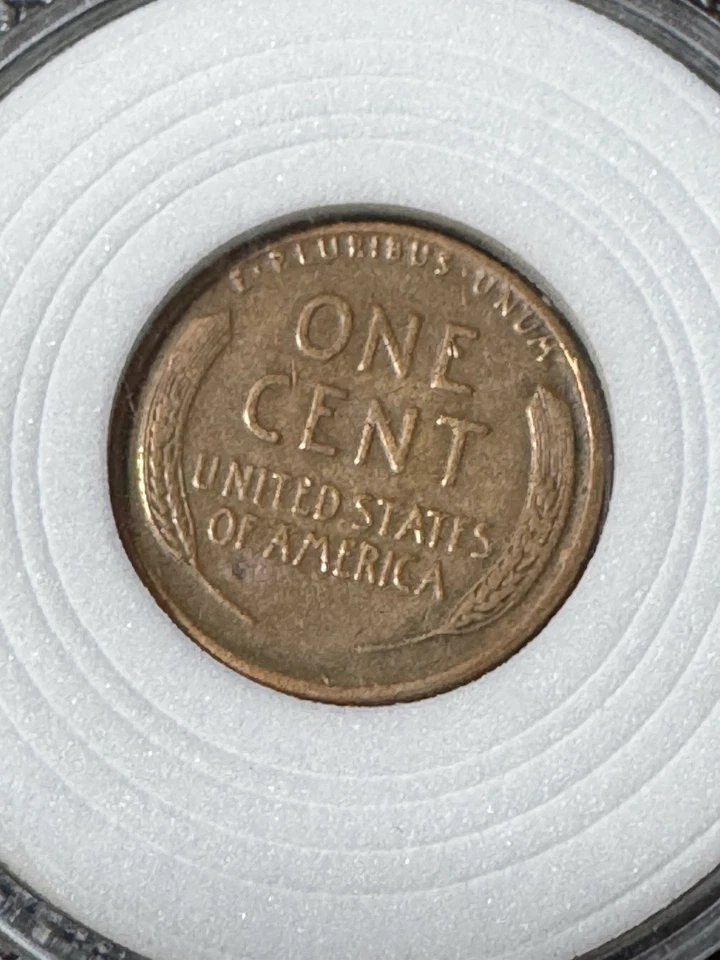 E·PLURIBUS·UNUM
ONE
CENT
UNITED STATES
OF AMERICA